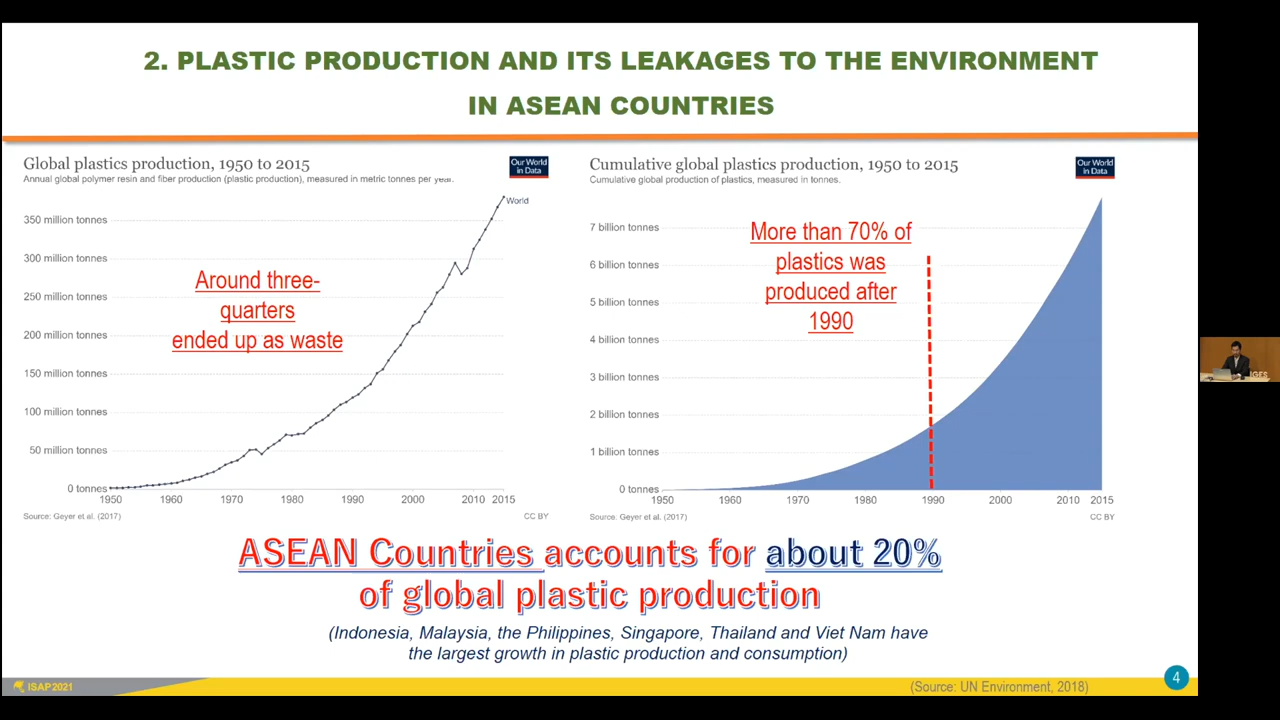 2. PLASTIC PRODUCTION AND ITS LEAKAGES TO THE ENVIRONMENT
IN ASEAN COUNTRIES
Global plastics production, 1950 to 2015
Annual global polymer resin and fiber production (plastic production), measured in metric tonnes per year.
Our World
in Data
350 million tonnes
300 million tonnes
250 million tonnes
200 million tonnes
150 million tonnes
100 million tonnes
50 million tonnes
0 tonnes
World
Around three-
quarters
ended up as waste
1950
1960
1970
1980
1990
2000
2010
2015
Source: Geyer et al. (2017)
CC BY
Cumulative global plastics production, 1950 to 2015
Cumulative global production of plastics, measured in tonnes.
Our World
in Data
7 billion tonnes
6 billion tonnes
5 billion tonnes
4 billion tonnes
3 billion tonnes
2 billion tonnes
1 billion tonnes
0 tonnes
More than 70% of
plastics was
produced after
1990
1950
1960
1970
1980
1990
2000
2010
2015
Source: Geyer et al. (2017)
CC BY
ASEAN Countries accounts for about 20%
of global plastic production
(Indonesia, Malaysia, the Philippines, Singapore, Thailand and Viet Nam have
the largest growth in plastic production and consumption)
ISAP2021
(Source: UN Environment, 2018)
4
IGES